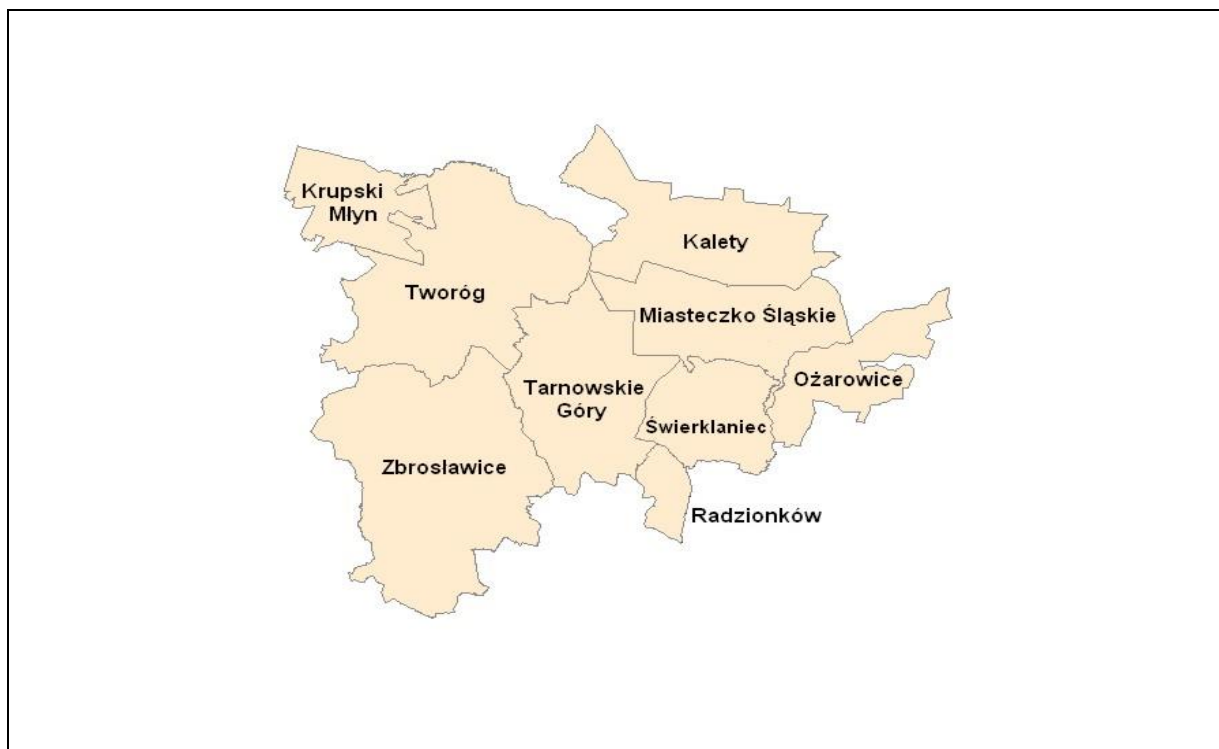 Krupski
Młyn
Kalety
Tworóg
Miasteczko Śląskie
Ożarowice
Tarnowskie
Góry
Świerklaniec
Zbrosławice
Radzionków